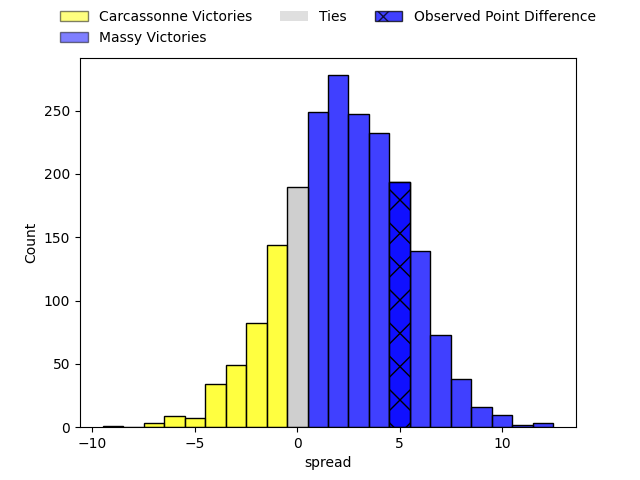 Carcassonne Victories
Massy Victories
Ties
Observed Point Difference
Count
250
200
150
100
50
0
−10
−5
0
5
10
spread